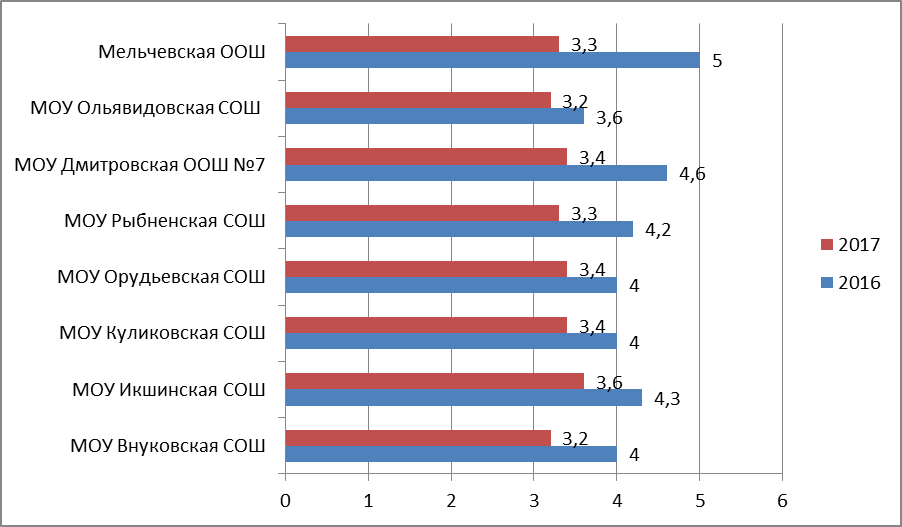 Мельчевская ООШ
3,3
5
МОУ Ольявидовская СОШ
3,2
3,6
МОУ Дмитровская ООШ №7
3,4
4,6
МОУ Рыбненская СОШ
3,3
4,2
МОУ Орудьевская СОШ
3,4
4
МОУ Куликовская СОШ
3,4
4
МОУ Икшинская СОШ
3,6
4,3
МОУ Внуковская СОШ
3,2
4
0 1 2 3 4 5 6
2017
2016